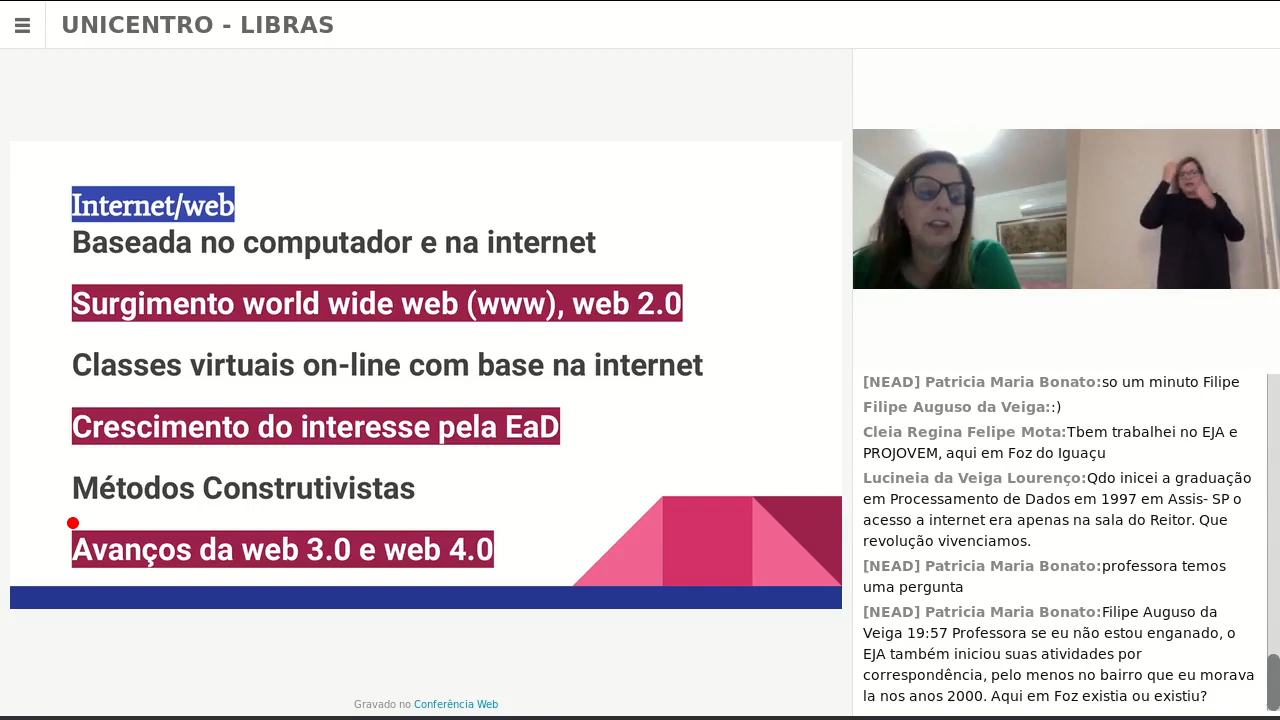 UNICENTRO - LIBRAS
Internet/web
Baseada no computador e na internet
Surgimento world wide web (www), web 2.0
Classes virtuais on-line com base na internet
Crescimento do interesse pela EaD
Métodos Construtivistas
Avanços da web 3.0 e web 4.0
Gravado no Conferência Web
[NEAD] Patricia Maria Bonato:so um minuto Filipe
Filipe Auguso da Veiga::)
Cleia Regina Felipe Mota:Tbem trabalhei no EJA e
PROJOVEM, aqui em Foz do Iguaçu
Lucineia da Veiga Lourenço:Qdo inicei a graduação
em Processamento de Dados em 1997 em Assis- SP o
acesso a internet era apenas na sala do Reitor. Que
revolução vivenciamos.
[NEAD] Patricia Maria Bonato:professora temos
uma pergunta
[NEAD] Patricia Maria Bonato:Filipe Auguso da
Veiga 19:57 Professora se eu não estou enganado, o
EJA também iniciou suas atividades por
correspondência, pelo menos no bairro que eu morava
la nos anos 2000. Aqui em Foz existia ou existiu?